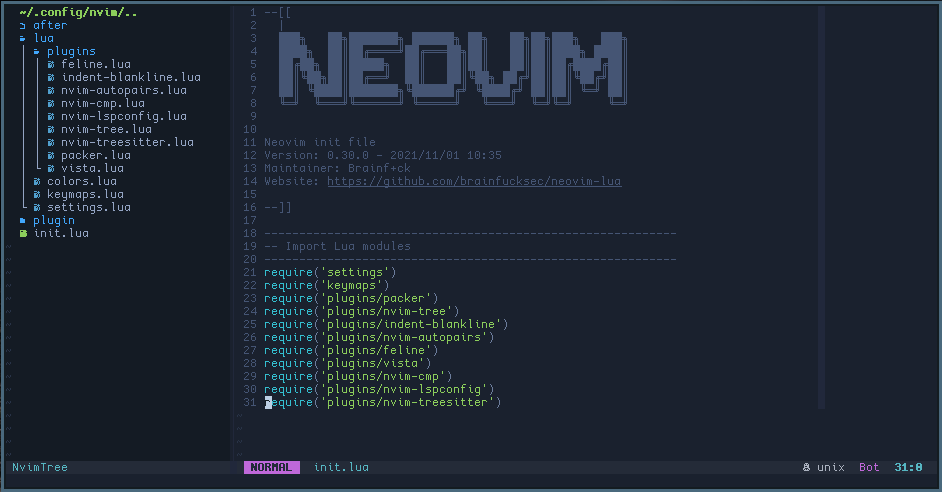 ~/.config/nvim/..
after
lua
plugins
feline.lua
indent-blankline.lua
nvim-autopairs.lua
nvim-cmp.lua
nvim-lspconfig.lua
nvim-tree.lua
nvim-treesitter.lua
packer.lua
vista.lua
colors.lua
keymaps.lua
settings.lua
plugin
init.lua
NvimTree
1 --[[
2
3
4
5
6
7
8
NEOVIM
9
10
11 Neovim init file
12 Version: 0.30.0 - 2021/11/01 10:35
13 Maintainer: Brainf+ck
14 Website: https://github.com/brainfucksec/neovim-lua
15
16 --]]
17
18 -----------------------------------------------------------
19 -- Import Lua modules
20 -----------------------------------------------------------
21 require('settings')
22 require('keymaps')
23 require('plugins/packer')
24 require('plugins/nvim-tree')
25 require('plugins/indent-blankline')
26 require('plugins/nvim-autopairs')
27 require('plugins/feline')
28 require('plugins/vista')
29 require('plugins/nvim-cmp')
30 require('plugins/nvim-lspconfig')
31 require('plugins/nvim-treesitter')
NORMAL init.lua unix Bot 31:0